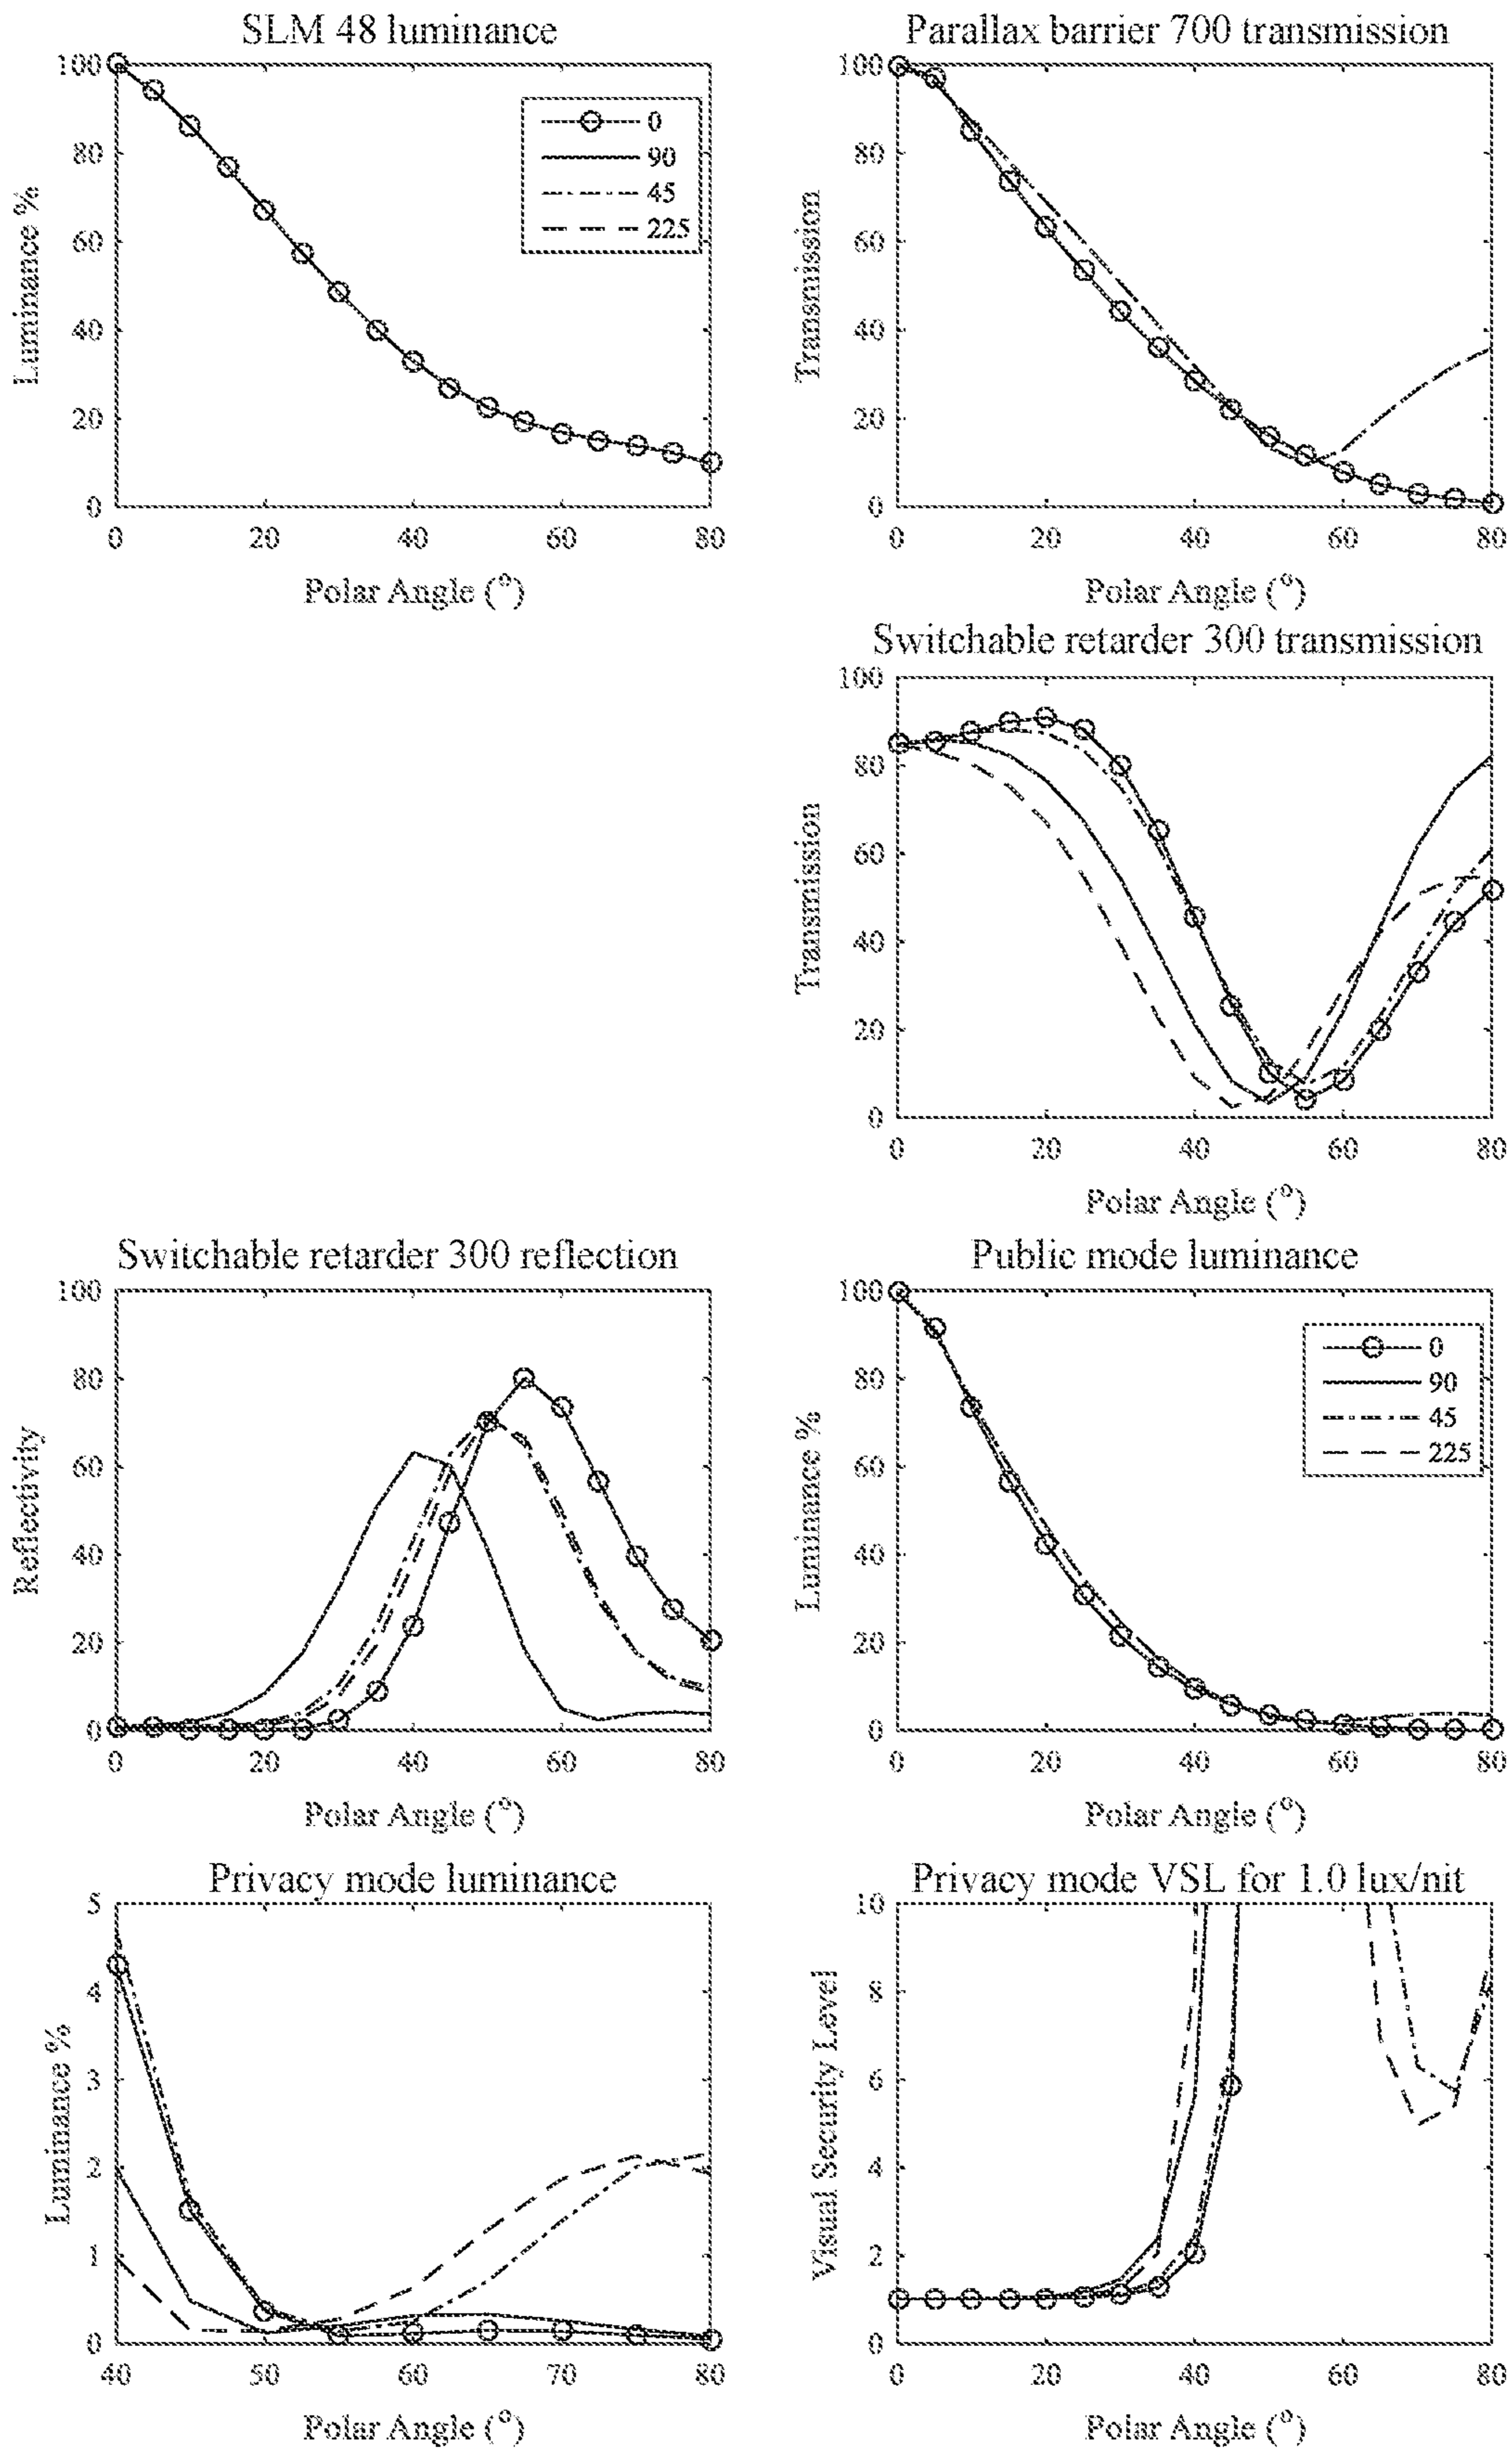 SLM 48 luminance
100
80
60
40
20
0
0 20 40 60 80
Luminance %
Polar Angle (°)
0
90
45
225
Parallax barrier 700 transmission
100
80
60
40
20
0
0 20 40 60 80
Transmission
Polar Angle (°)
Switchable retarder 300 transmission
100
80
60
40
20
0
0 20 40 60 80
Transmission
Polar Angle (°)
Switchable retarder 300 reflection
100
80
60
40
20
0
0 20 40 60 80
Reflectivity
Polar Angle (°)
Public mode luminance
100
80
60
40
20
0
0 20 40 60 80
Luminance %
Polar Angle (°)
0
90
45
225
Privacy mode luminance
5
4
3
2
1
0
40 50 60 70 80
Luminance %
Polar Angle (°)
Privacy mode VSL for 1.0 lux/nit
10
8
6
4
2
0
0 20 40 60 80
Visual Security Level
Polar Angle (°)